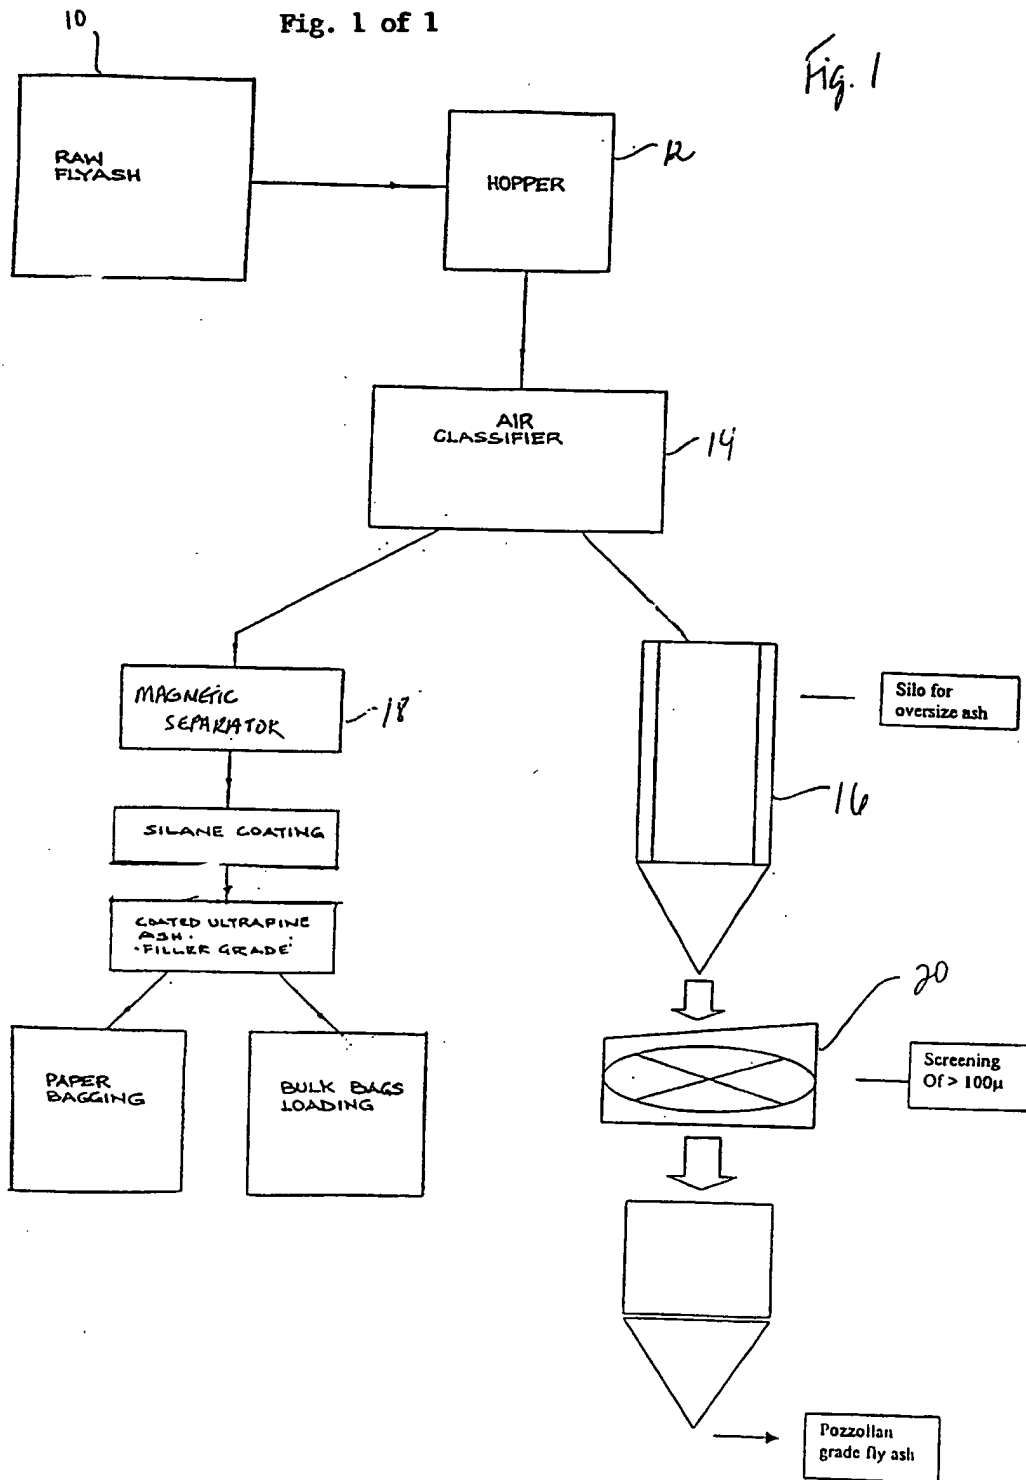 10
Fig. 1 of 1
Fig. 1
RAW
FLYASH
HOPPER
12
AIR
CLASSIFIER
14
MAGNETIC
SEPARATOR
18
Silo for
oversize ash
16
SILANE COATING
COATED ULTRAFINE
ASH.
"FILLER GRADE"
20
Screening
Of > 100µ
PAPER
BAGGING
BULK BAGS
LOADING
Pozzollan
grade fly ash